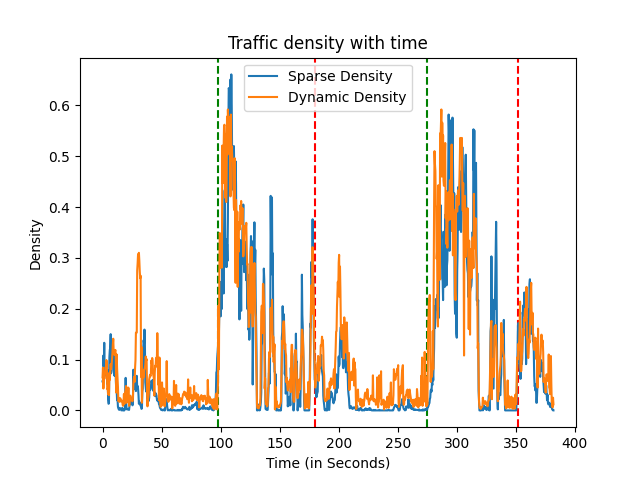 Traffic density with time
Sparse Density
Dynamic Density
Density
0.6
0.5
0.4
0.3
0.2
0.1
0.0
0 50 100 150 200 250 300 350 400
Time (in Seconds)